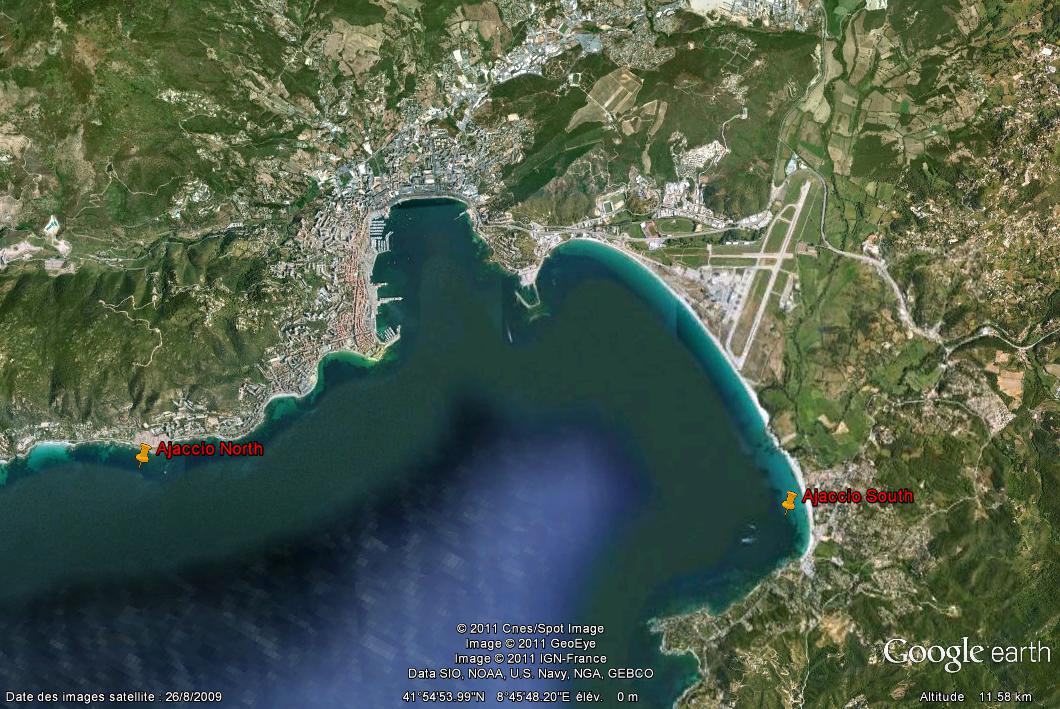 Ajaccio North
Ajaccio South
© 2011 Cnes/Spot Image
Image © 2011 GeoEye
Image © 2011 IGN-France
Data SIO, NOAA, U.S. Navy, NGA, GEBCO
Google earth
Date des images satellite : 26/8/2009
41°54'53.99"N 8°45'48.20"E élév. 0 m
Altitude 11.58 km